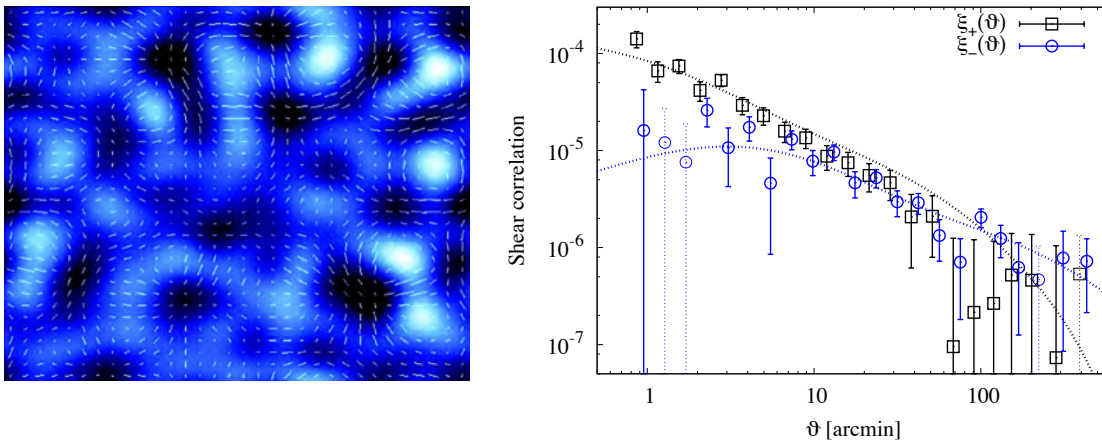 ξ₊(ϑ)
ξ₋(ϑ)
10⁻⁴
10⁻⁵
10⁻⁶
10⁻⁷
Shear correlation
1
10
100
ϑ [arcmin]